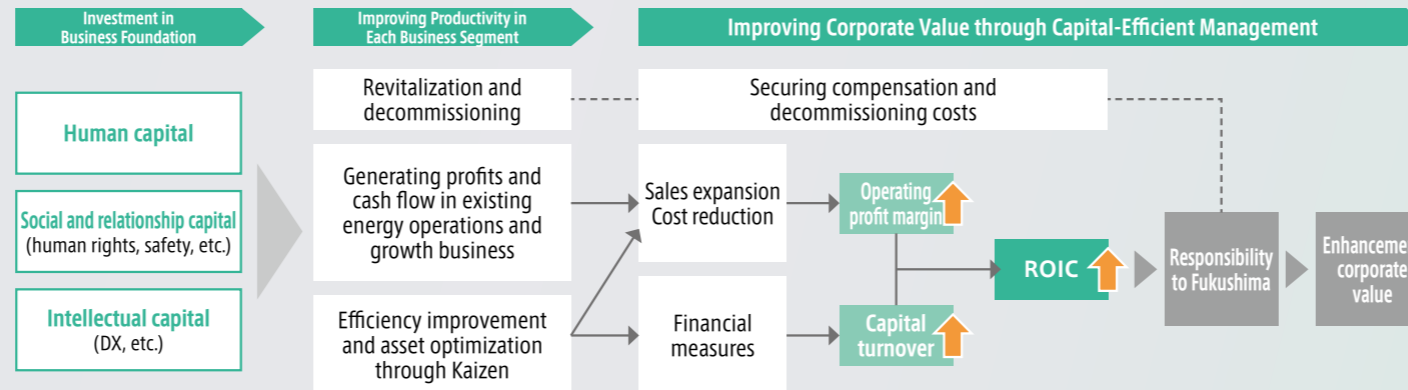 Investment in
Business Foundation
Improving Productivity in
Each Business Segment
Improving Corporate Value through Capital-Efficient Management
Human capital
Social and relationship capital
(human rights, safety, etc.)
Intellectual capital
(DX, etc.)
Revitalization and
decommissioning
Generating profits and
cash flow in existing
energy operations and
growth business
Efficiency improvement
and asset optimization
through Kaizen
Securing compensation and
decommissioning costs
Sales expansion
Cost reduction
Financial
measures
Operating
profit margin
Capital
turnover
ROIC
Responsibility
to Fukushima
corporate
value